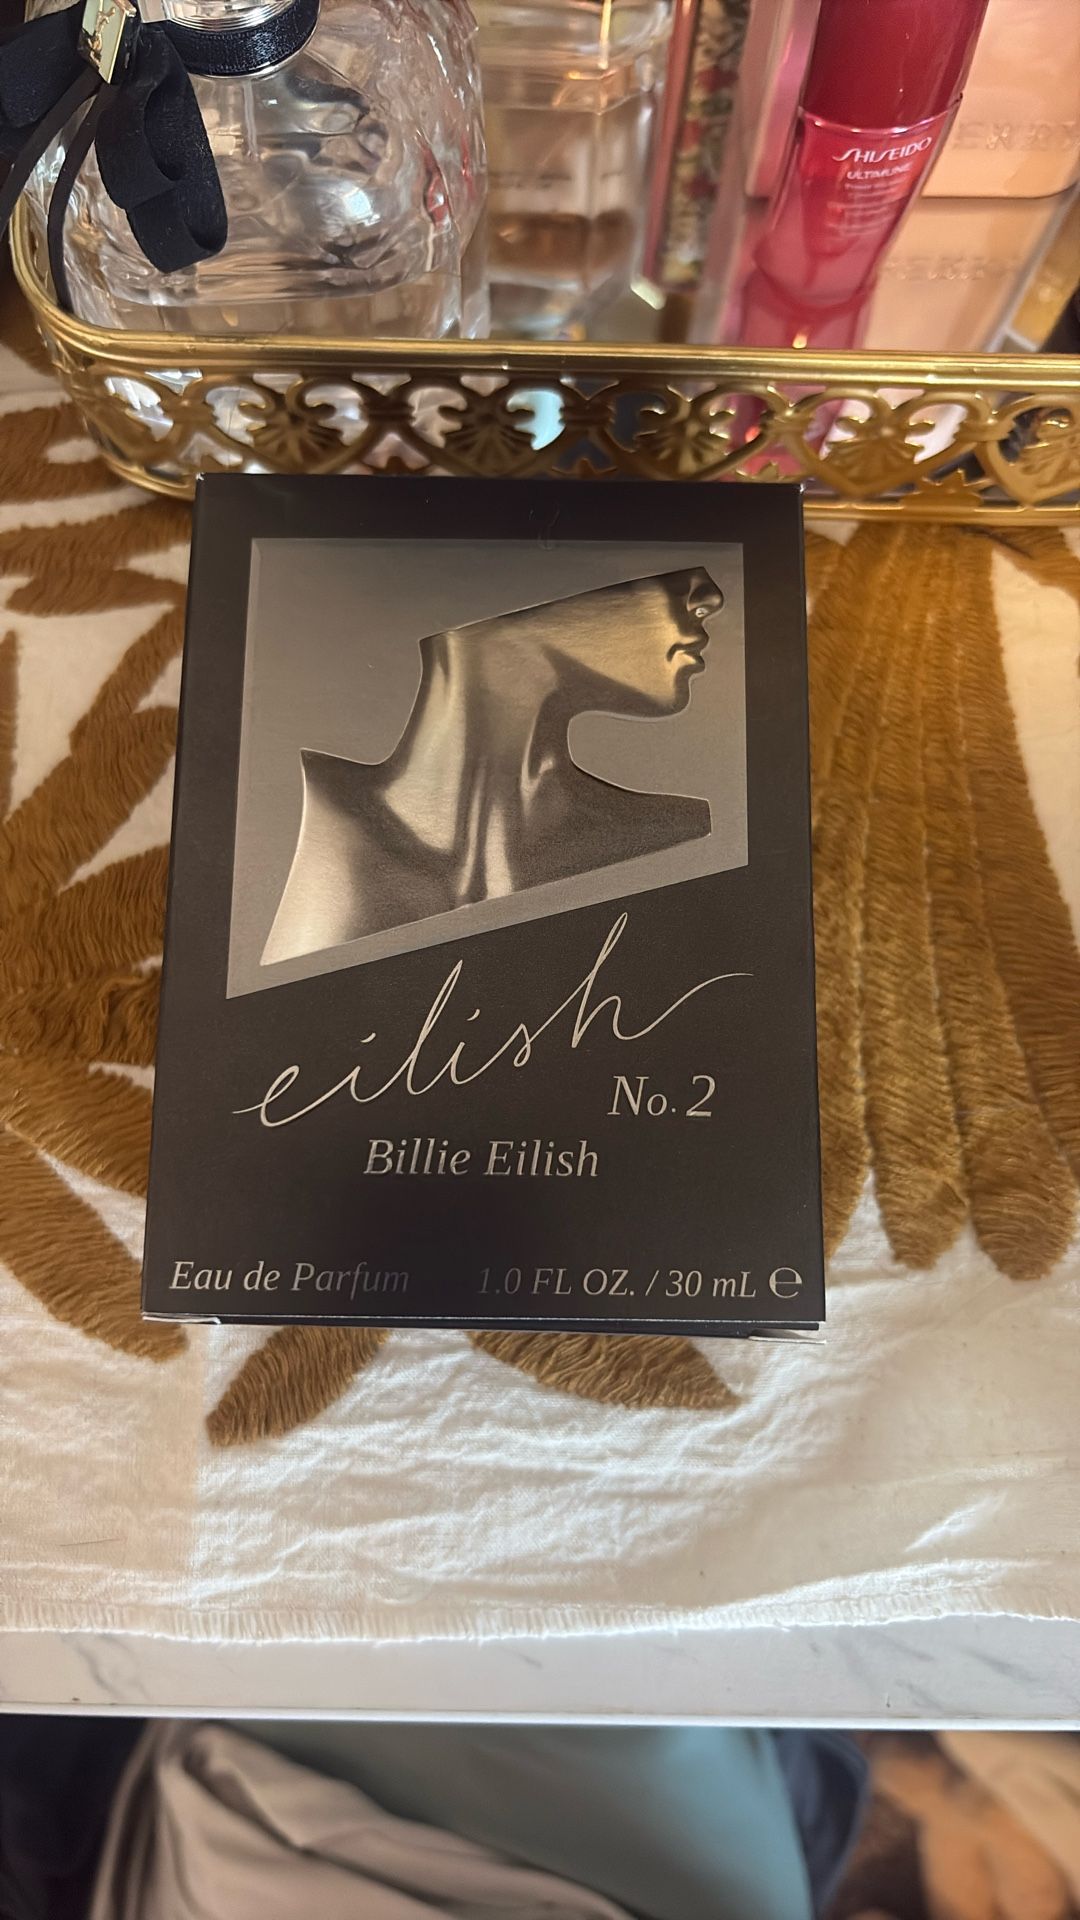 SHISEIDO
ULTIMUNE
eilish
No. 2
Billie Eilish
Eau de Parfum 1.0 FL OZ. / 30 mL ℮